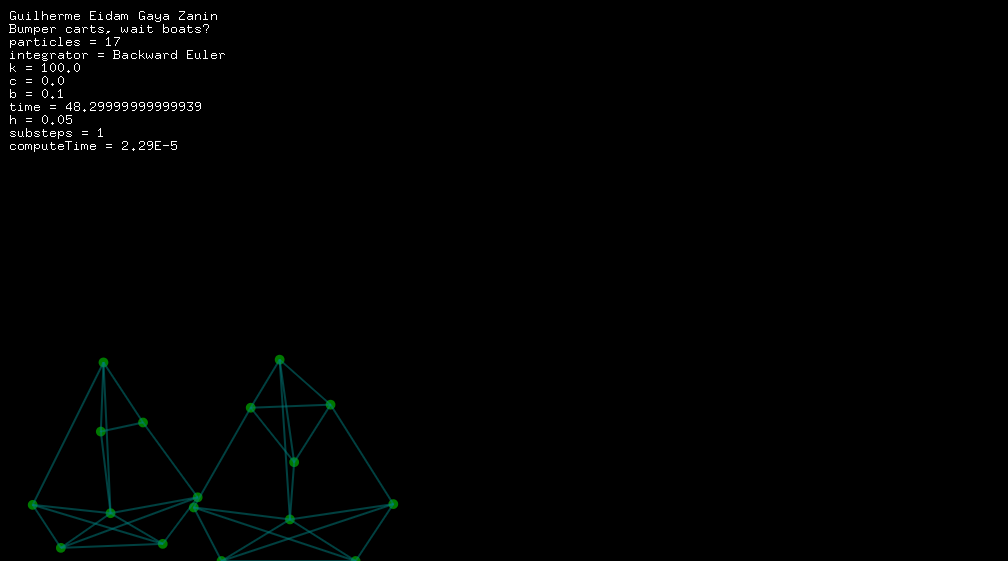 Guilherme Eidam Gaya Zanin
Bumper carts, wait boats?
particles = 17
integrator = Backward Euler
k = 100.0
c = 0.0
b = 0.1
time = 48.29999999999939
h = 0.05
substeps = 1
computeTime = 2.29E-5